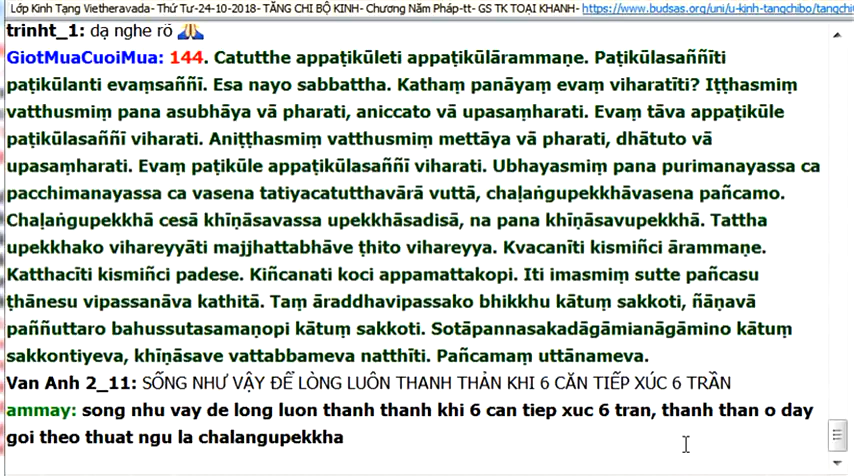 Lớp Kinh Tạng Vietheravada- Thứ Tư-24-10-2018- TĂNG CHI BỘ KINH- Chương Năm Pháp-tt- GS TK TOẠI KHANH- https://www.budsas.org/uni/u-kinh-tangchibo/tangchi
trinht_1: dạ nghe rõ 🙏
GiotMuaCuoiMua: 144. Catutthe appaṭikūleti appaṭikūlārammaṇe. Paṭikūlasaññīti
paṭikūlanti evaṃsaññī. Esa nayo sabbattha. Kathaṃ panāyaṃ evaṃ viharatīti? Iṭṭhasmiṃ
vatthusmiṃ pana asubhāya vā pharati, aniccato vā upasaṃharati. Evaṃ tāva appaṭikūle
paṭikūlasaññī viharati. Aniṭṭhasmiṃ vatthusmiṃ mettāya vā pharati, dhātuto vā
upasaṃharati. Evaṃ paṭikūle appaṭikūlasaññī viharati. Ubhayasmiṃ pana purimanayassa ca
pacchimanayassa ca vasena tatiyacatutthavārā vuttā, chaḷaṅgupekkhāvasena pañcamo.
Chaḷaṅgupekkhā cesā khīṇāsavassa upekkhāsadisā, na pana khīṇāsavupekkhā. Tattha
upekkhako vihareyyāti majjhattabhāve ṭhito vihareyya. Kvacanīti kismiñci ārammaṇe.
Katthacīti kismiñci padese. Kiñcanati koci appamattakopi. Iti imasmiṃ sutte pañcasu
ṭhānesu vipassanāva kathitā. Taṃ āraddhavipassako bhikkhu kātuṃ sakkoti, ñāṇavā
paññuttaro bahussutasamaṇopi kātuṃ sakkoti. Sotāpannasakadāgāmianāgāmino kātuṃ
sakkontiyeva, khīṇāsave vattabbameva natthīti. Pañcamaṃ uttānameva.
Van Anh 2_11: SỐNG NHƯ VẬY ĐỂ LÒNG LUÔN THANH THẢN KHI 6 CĂN TIẾP XÚC 6 TRẦN
ammay: song nhu vay de long luon thanh thanh khi 6 can tiep xuc 6 tran, thanh than o day
goi theo thuat ngu la chalangupekkha